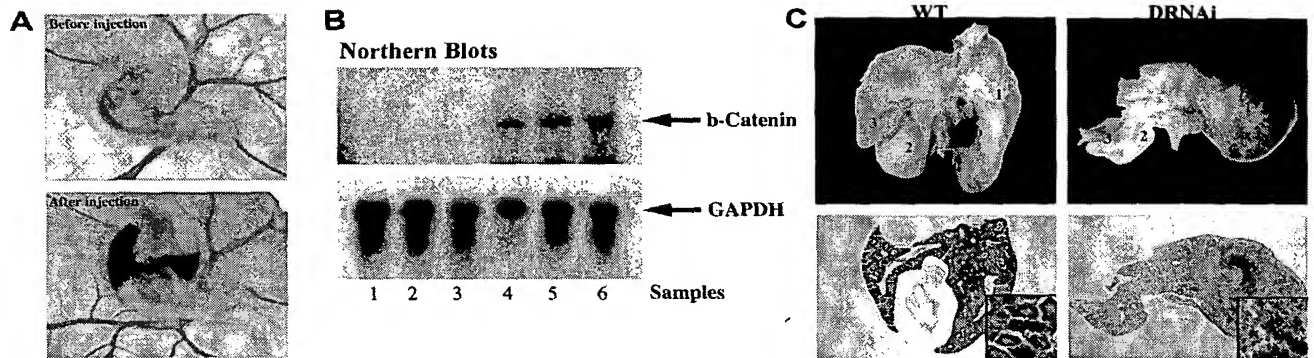 A
Before injection
After injection
B
Northern Blots
b-Catenin
GAPDH
1 2 3 4 5 6 Samples
C
WT
1
3
2
DRNAi
3
2